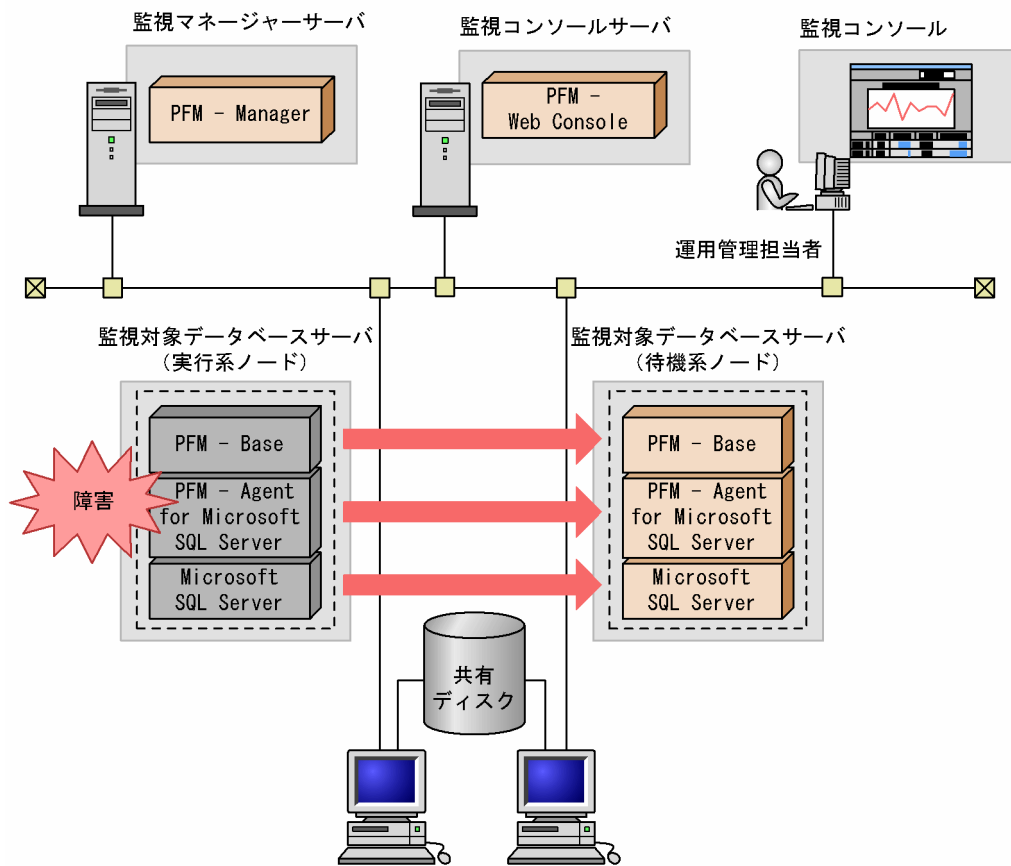 監視マネージャーサーバ
監視コンソールサーバ
監視コンソール
PFM - Manager
PFM -
Web Console
運用管理担当者
監視対象データベースサーバ
（実行系ノード）
監視対象データベースサーバ
（待機系ノード）
障害
PFM - Base
PFM - Agent
for Microsoft
SQL Server
Microsoft
SQL Server
PFM - Base
PFM - Agent
for Microsoft
SQL Server
Microsoft
SQL Server
共有
ディスク